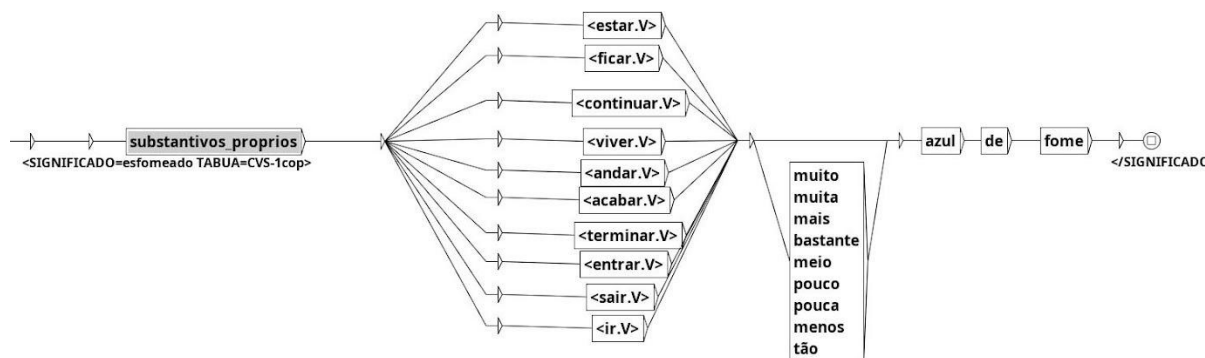 <estar.V>
<ficar.V>
<continuar.V>
<viver.V>
<andar.V>
<acabar.V>
<terminar.V>
<entrar.V>
<sair.V>
<ir.V>
substantivos_proprios
<SIGNIFICADO=esfomeado TABUA=CVS-1cop>
muito
muita
mais
bastante
meio
pouco
pouca
menos
tão
azul de fome
</SIGNIFICADO